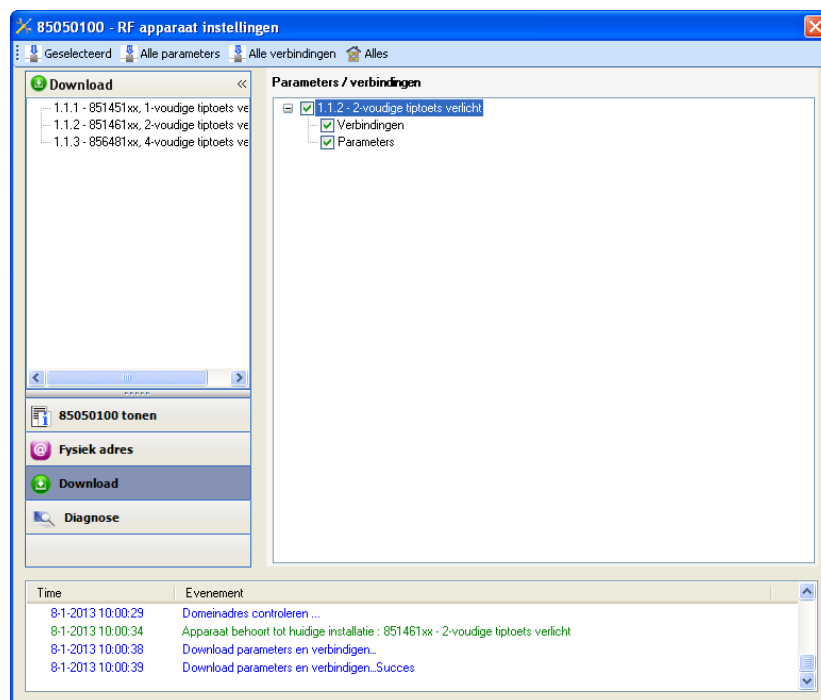 85050100 - RF apparaat instellingen
Geselecteerd Alle parameters Alle verbindingen Alles
Download
1.1.1 - 851451xx, 1-voudige tiptoets ve
1.1.2 - 851461xx, 2-voudige tiptoets ve
1.1.3 - 856481xx, 4-voudige tiptoets ve
85050100 tonen
Fysiek adres
Download
Diagnose
Parameters / verbindingen
1.1.2 - 2-voudige tiptoets verlicht
Verbindingen
Parameters
Time Evenement
8-1-2013 10:00:29 Domeinadres controleren ...
8-1-2013 10:00:34 Apparaat behoort tot huidige installatie : 851461xx - 2-voudige tiptoets verlicht
8-1-2013 10:00:38 Download parameters en verbindigen...
8-1-2013 10:00:39 Download parameters en verbindigen...Succes